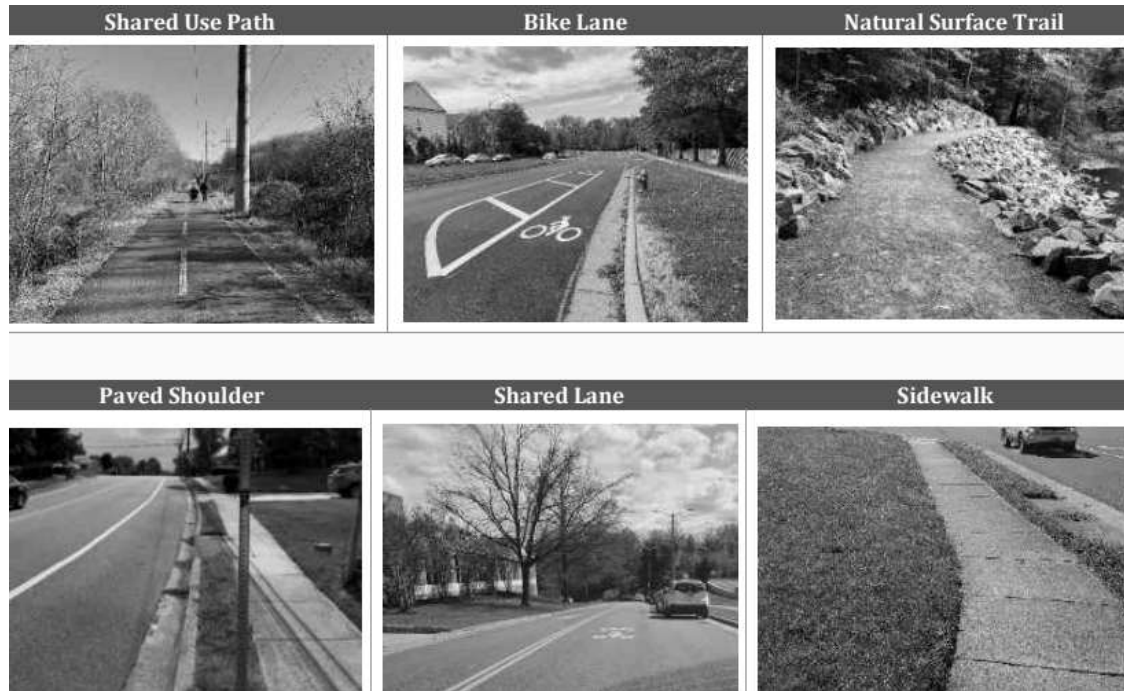 Shared Use Path
Bike Lane
Natural Surface Trail
Paved Shoulder
Shared Lane
Sidewalk